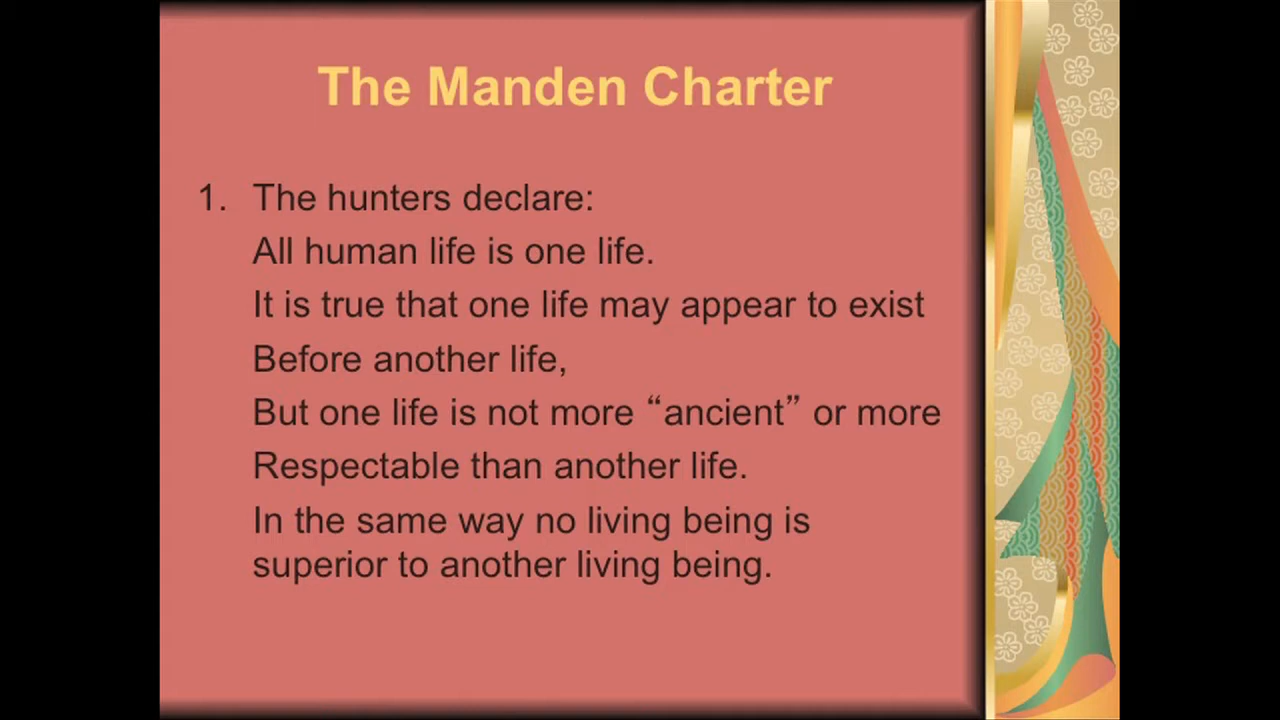 The Manden Charter
1. The hunters declare:
All human life is one life.
It is true that one life may appear to exist
Before another life,
But one life is not more “ancient” or more
Respectable than another life.
In the same way no living being is
superior to another living being.